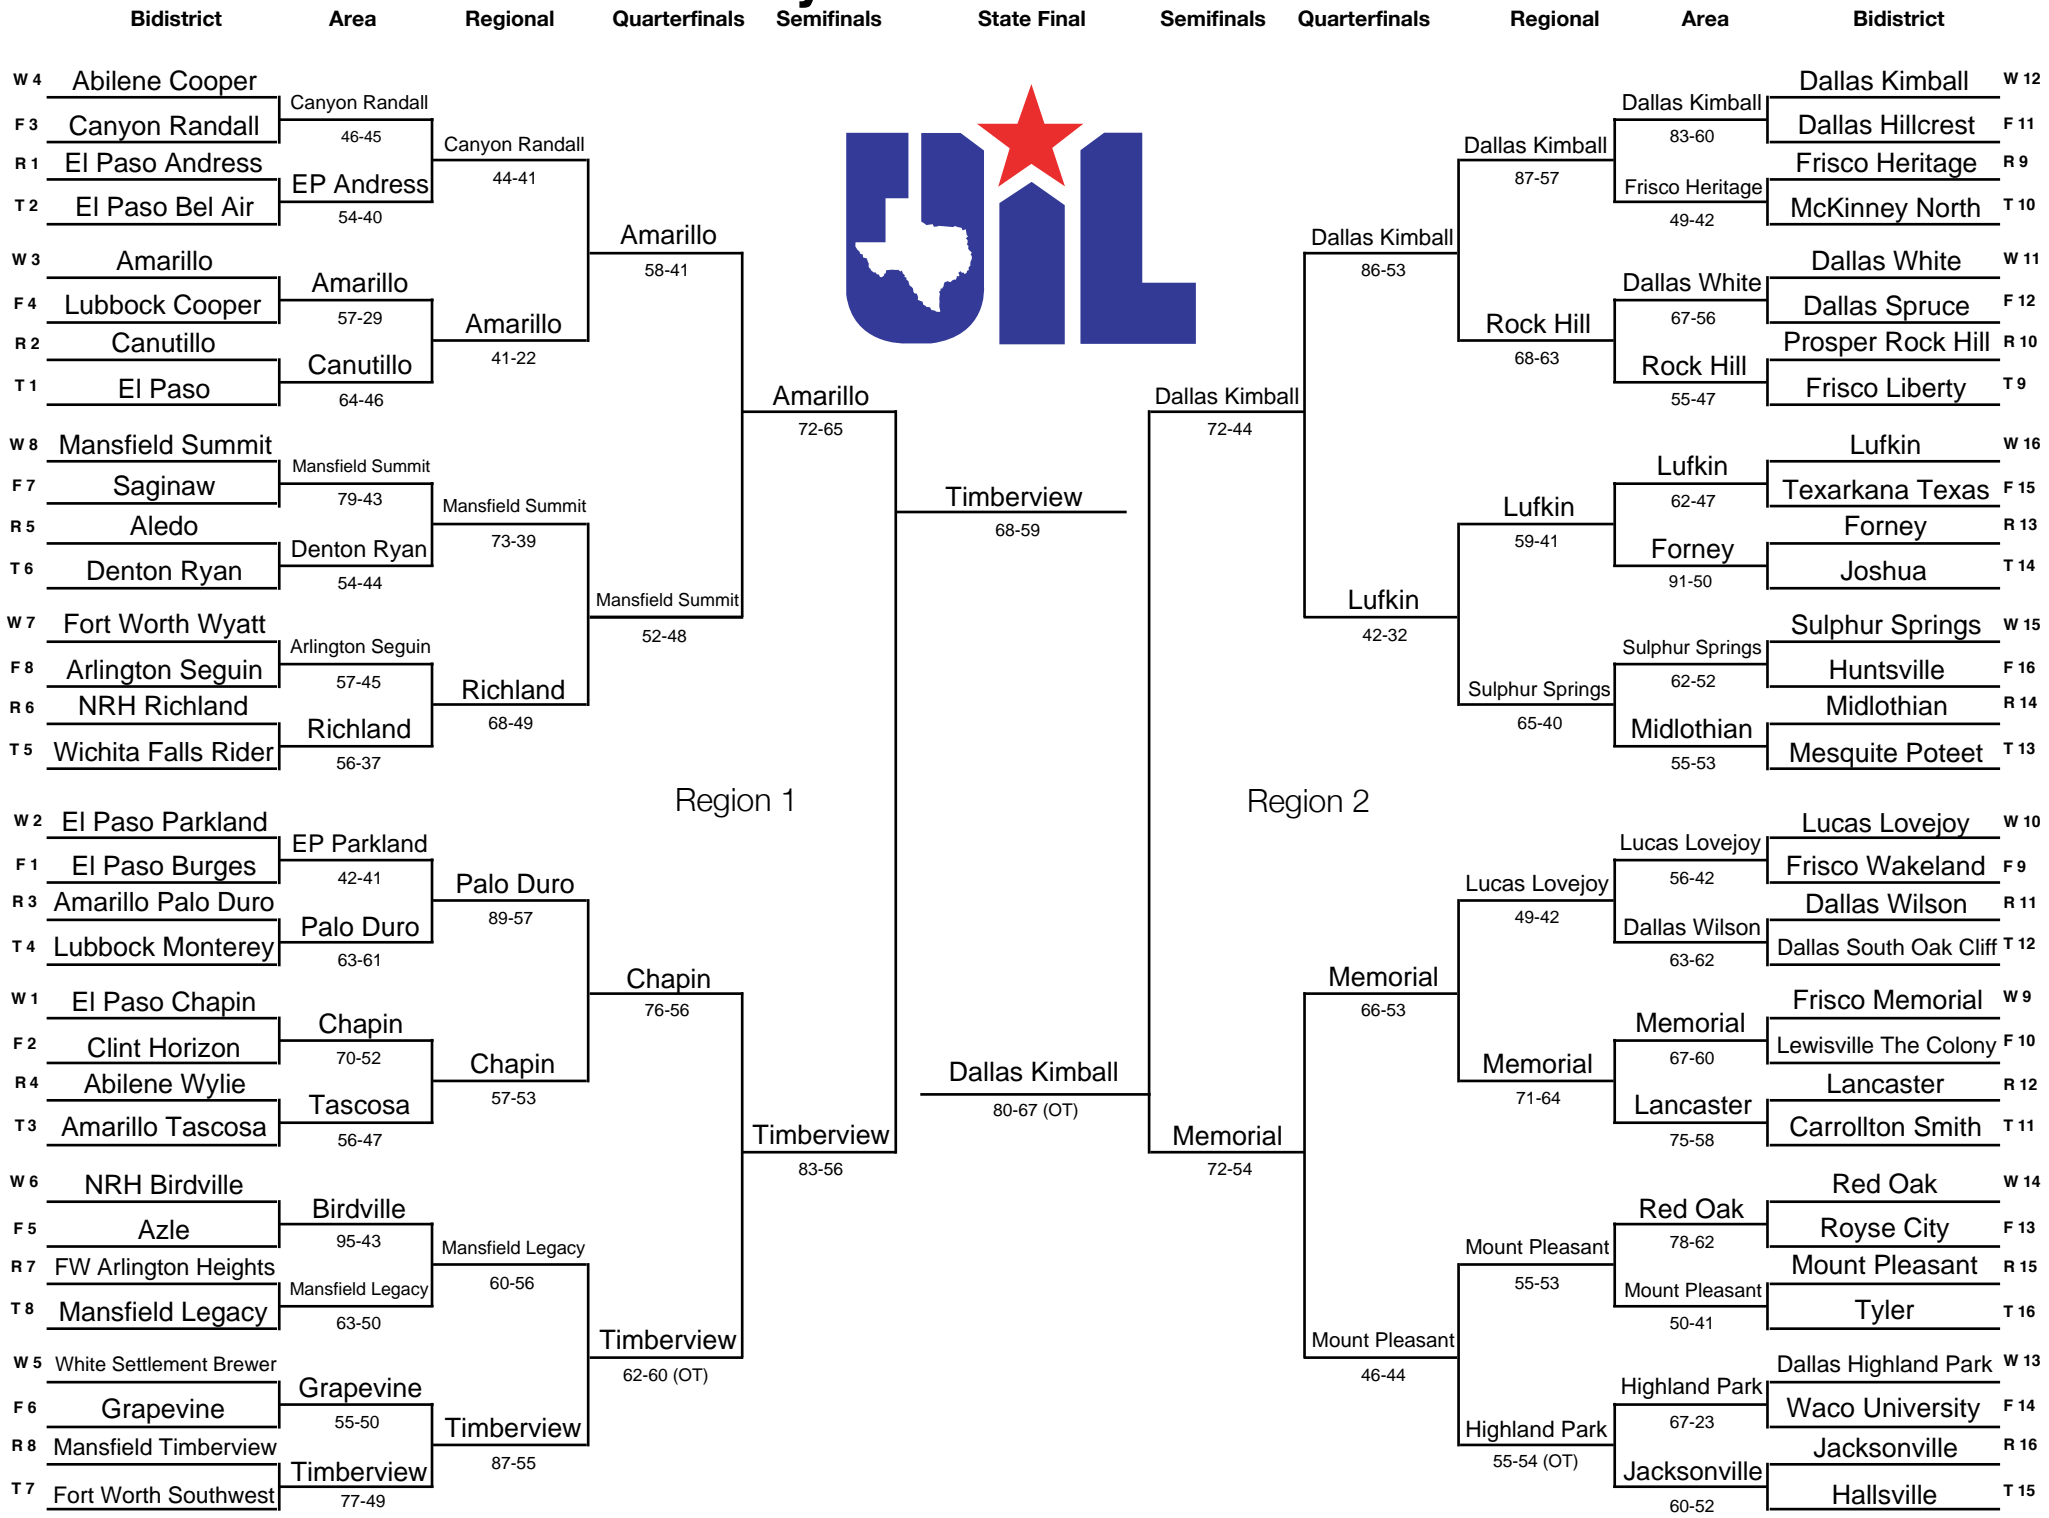 Bidistrict Area Regional Quarterfinals Semifinals State Final Semifinals Quarterfinals Regional Area Bidistrict
W 4 Abilene Cooper
F 3 Canyon Randall
R 1 El Paso Andress
T 2 El Paso Bel Air
W 3 Amarillo
F 4 Lubbock Cooper
R 2 Canutillo
T 1 El Paso
W 8 Mansfield Summit
F 7 Saginaw
R 5 Aledo
T 6 Denton Ryan
W 7 Fort Worth Wyatt
F 8 Arlington Seguin
R 6 NRH Richland
T 5 Wichita Falls Rider
W 2 El Paso Parkland
F 1 El Paso Burges
R 3 Amarillo Palo Duro
T 4 Lubbock Monterey
W 1 El Paso Chapin
F 2 Clint Horizon
R 4 Abilene Wylie
T 3 Amarillo Tascosa
W 6 NRH Birdville
F 5 Azle
R 7 FW Arlington Heights
T 8 Mansfield Legacy
W 5 White Settlement Brewer
F 6 Grapevine
R 8 Mansfield Timberview
T 7 Fort Worth Southwest
Canyon Randall
46-45
EP Andress
54-40
Amarillo
57-29
Canutillo
64-46
Mansfield Summit
79-43
Denton Ryan
54-44
Arlington Seguin
57-45
Richland
56-37
EP Parkland
42-41
Palo Duro
63-61
Chapin
70-52
Tascosa
56-47
Birdville
95-43
Mansfield Legacy
63-50
Grapevine
55-50
Timberview
77-49
Canyon Randall
44-41
Amarillo
41-22
Mansfield Summit
73-39
Richland
68-49
Palo Duro
89-57
Chapin
57-53
Mansfield Legacy
60-56
Timberview
87-55
Amarillo
58-41
Mansfield Summit
52-48
Chapin
76-56
Timberview
62-60 (OT)
Region 1
Amarillo
72-65
Timberview
83-56
UIL
Timberview
68-59
Dallas Kimball
80-67 (OT)
Dallas Kimball
72-44
Memorial
72-54
Region 2
Dallas Kimball
86-53
Lufkin
42-32
Memorial
66-53
Mount Pleasant
46-44
Dallas Kimball
87-57
Rock Hill
68-63
Lufkin
59-41
Sulphur Springs
65-40
Lucas Lovejoy
49-42
Memorial
71-64
Mount Pleasant
55-53
Highland Park
55-54 (OT)
Dallas Kimball
83-60
Frisco Heritage
49-42
Dallas White
67-56
Rock Hill
55-47
Lufkin
62-47
Forney
91-50
Sulphur Springs
62-52
Midlothian
55-53
Lucas Lovejoy
56-42
Dallas Wilson
63-62
Memorial
67-60
Lancaster
75-58
Red Oak
78-62
Mount Pleasant
50-41
Highland Park
67-23
Jacksonville
60-52
Dallas Kimball W 12
Dallas Hillcrest F 11
Frisco Heritage R 9
McKinney North T 10
Dallas White W 11
Dallas Spruce F 12
Prosper Rock Hill R 10
Frisco Liberty T 9
Lufkin W 16
Texarkana Texas F 15
Forney R 13
Joshua T 14
Sulphur Springs W 15
Huntsville F 16
Midlothian R 14
Mesquite Poteet T 13
Lucas Lovejoy W 10
Frisco Wakeland F 9
Dallas Wilson R 11
Dallas South Oak Cliff T 12
Frisco Memorial W 9
Lewisville The Colony F 10
Lancaster R 12
Carrollton Smith T 11
Red Oak W 14
Royse City F 13
Mount Pleasant R 15
Tyler T 16
Dallas Highland Park W 13
Waco University F 14
Jacksonville R 16
Hallsville T 15